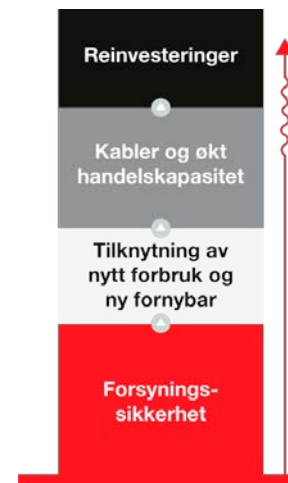 Reinvesteringer
Kabler og økt
handelskapasitet
Tilknytning av
nytt forbruk og
ny fornybar
Forsynings-
sikkerhet